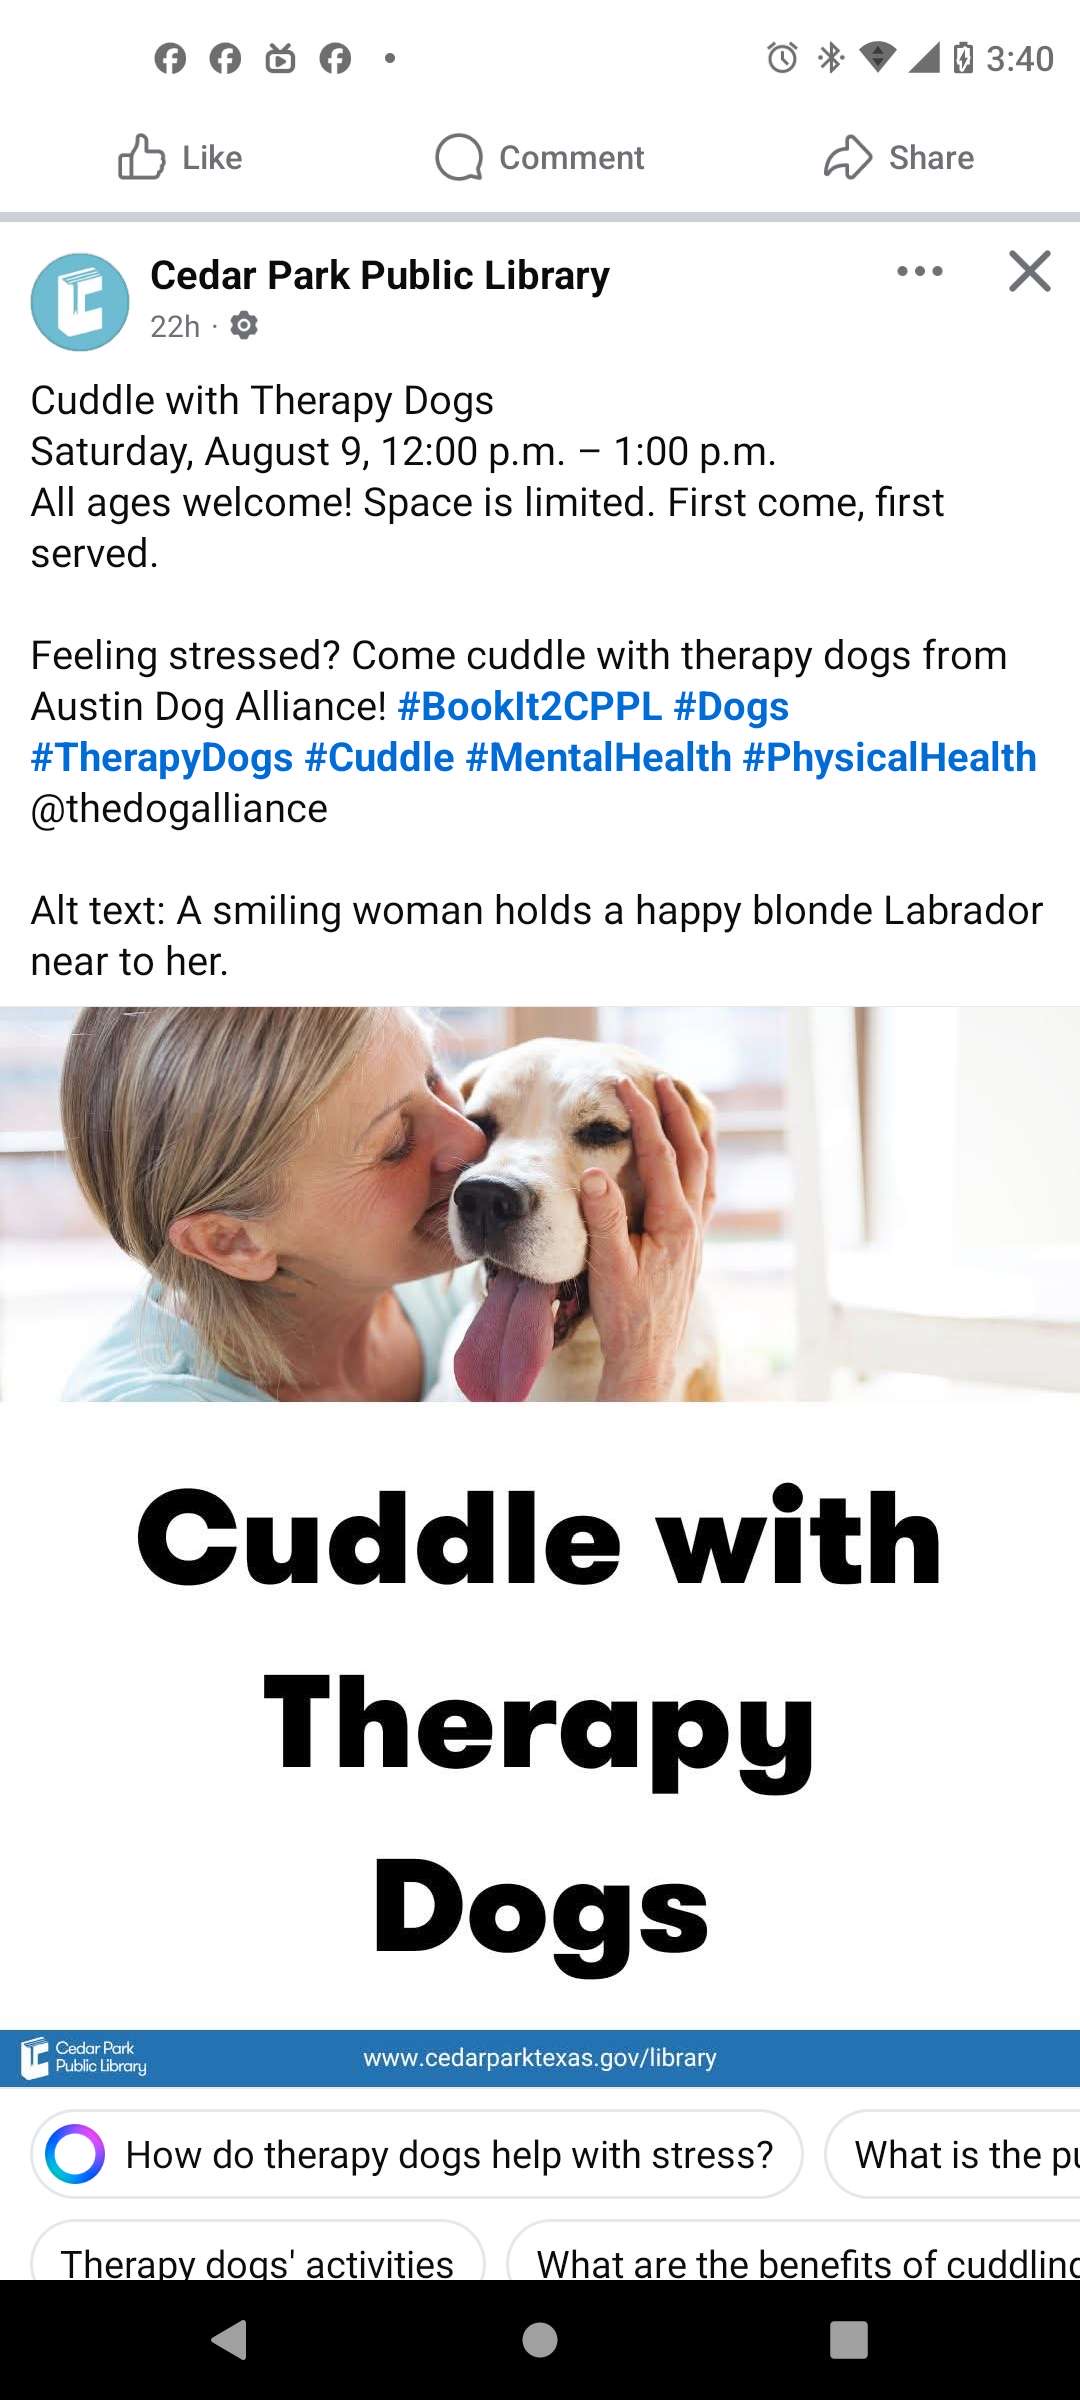 3:40
Like Comment Share
Cedar Park Public Library
22h ·
Cuddle with Therapy Dogs
Saturday, August 9, 12:00 p.m. – 1:00 p.m.
All ages welcome! Space is limited. First come, first
served.
Feeling stressed? Come cuddle with therapy dogs from
Austin Dog Alliance! #BookIt2CPPL #Dogs
#TherapyDogs #Cuddle #MentalHealth #PhysicalHealth
@thedogalliance
Alt text: A smiling woman holds a happy blonde Labrador
near to her.
Cuddle with
Therapy
Dogs
Cedar Park
Public Library
www.cedarparktexas.gov/library
How do therapy dogs help with stress? What is the
Therapy dogs' activities What are the benefits of